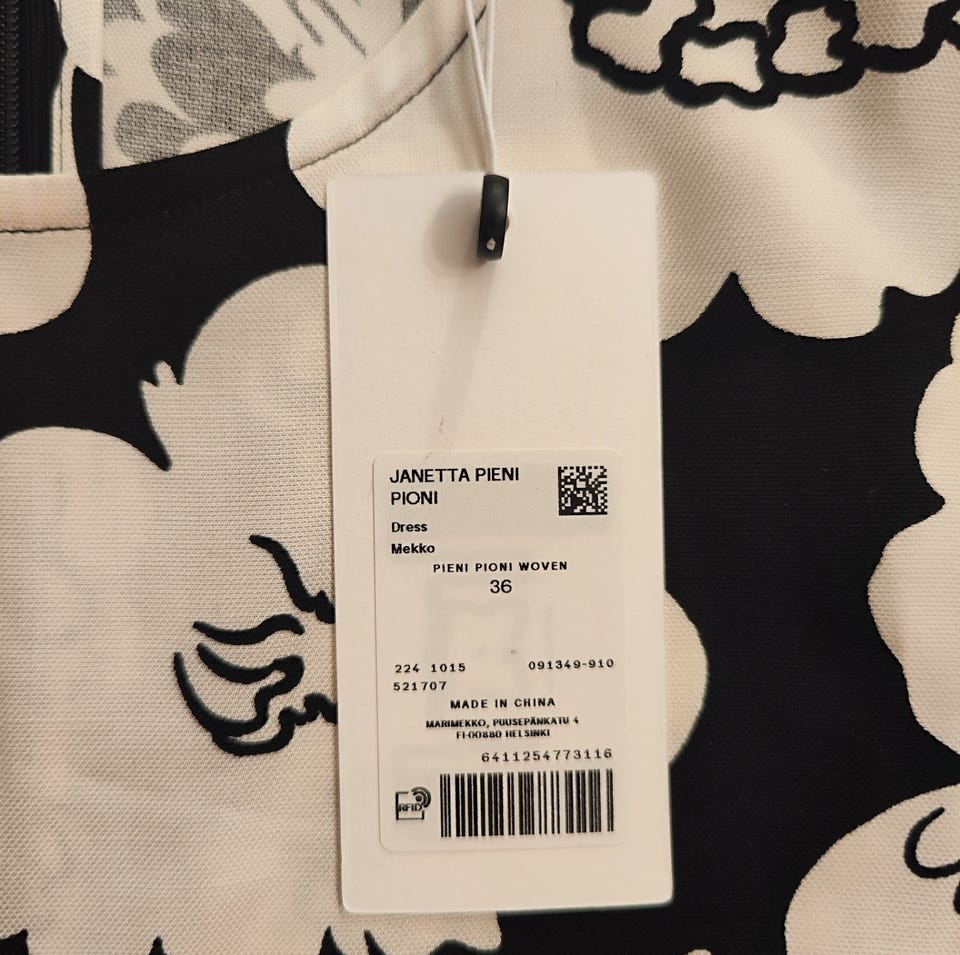 JANETTA PIENI
PIONI
Dress
Mekko
PIENI PIONI WOVEN
36
224 1015 091349-910
521707
MADE IN CHINA
MARIMEKKO, PUUSEPÄNKATU 4
FI-00880 HELSINKI
6411254773116
RFID